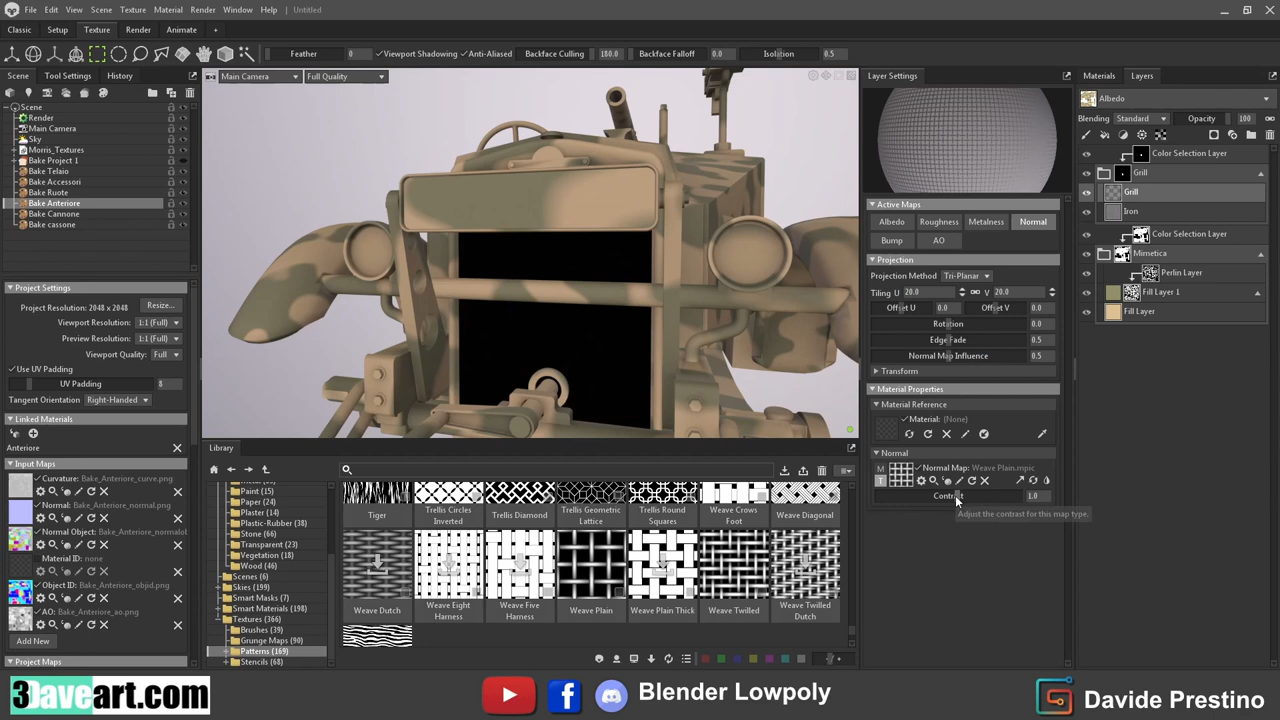 File Edit View Scene Texture Material Render Window Help Untitled
Classic Setup Texture Render Animate +
Feather 0 Viewport Shadowing Anti-Aliased Backface Culling 180.0 Backface Falloff 0.0 Isolation 0.5
Scene Tool Settings History
Scene
Render
Main Camera
Sky
Morris_Textures
Bake Project 1
Bake Telaio
Bake Accessori
Bake Ruote
Bake Anteriore
Bake Cannone
Bake cassone
Project Settings
Project Resolution: 2048 x 2048 Resize...
Viewport Resolution: 1:1 (Full)
Preview Resolution: 1:1 (Full)
Viewport Quality: Full
Use UV Padding
UV Padding 8
Tangent Orientation Right-Handed
Linked Materials
Anteriore
Input Maps
Curvature: Bake_Anteriore_curve.png
Normal: Bake_Anteriore_normal.png
Normal Object: Bake_Anteriore_normalol
Material ID: none
Object ID: Bake_Anteriore_objid.png
AO: Bake_Anteriore_ao.png
Add New
Project Maps
Main Camera Full Quality
Library
Paint (15)
Paper (24)
Plaster (14)
Plastic-Rubber (38)
Stone (66)
Transparent (23)
Vegetation (18)
Wood (46)
Scenes (6)
Skies (199)
Smart Masks (7)
Smart Materials (198)
Textures (366)
Brushes (39)
Grunge Maps (90)
Patterns (169)
Stencils (68)
Tiger
Trellis Circles Inverted
Trellis Diamond
Trellis Geometric Lattice
Trellis Round Squares
Weave Crows Foot
Weave Diagonal
Weave Dutch
Weave Eight Harness
Weave Five Harness
Weave Plain
Weave Plain Thick
Weave Twilled
Weave Twilled Dutch
Layer Settings
Active Maps
Albedo Roughness Metalness Normal
Bump AO
Projection
Projection Method Tri-Planar
Tiling U 20.0 V 20.0
Offset U 0.0 Offset V 0.0
Rotation 0.0
Edge Fade 0.5
Normal Map Influence 0.5
Transform
Material Properties
Material Reference
Material: (None)
Normal
M Normal Map: Weave Plain.mpic
T
Contrast 1.0
Adjust the contrast for this map type.
Materials Layers
Albedo
Blending Standard Opacity 100
Color Selection Layer
Grill
Grill
Iron
Color Selection Layer
Mimetica
Perlin Layer
Fill Layer 1
Fill Layer
3Daveart.com
Blender Lowpoly
Davide Prestino